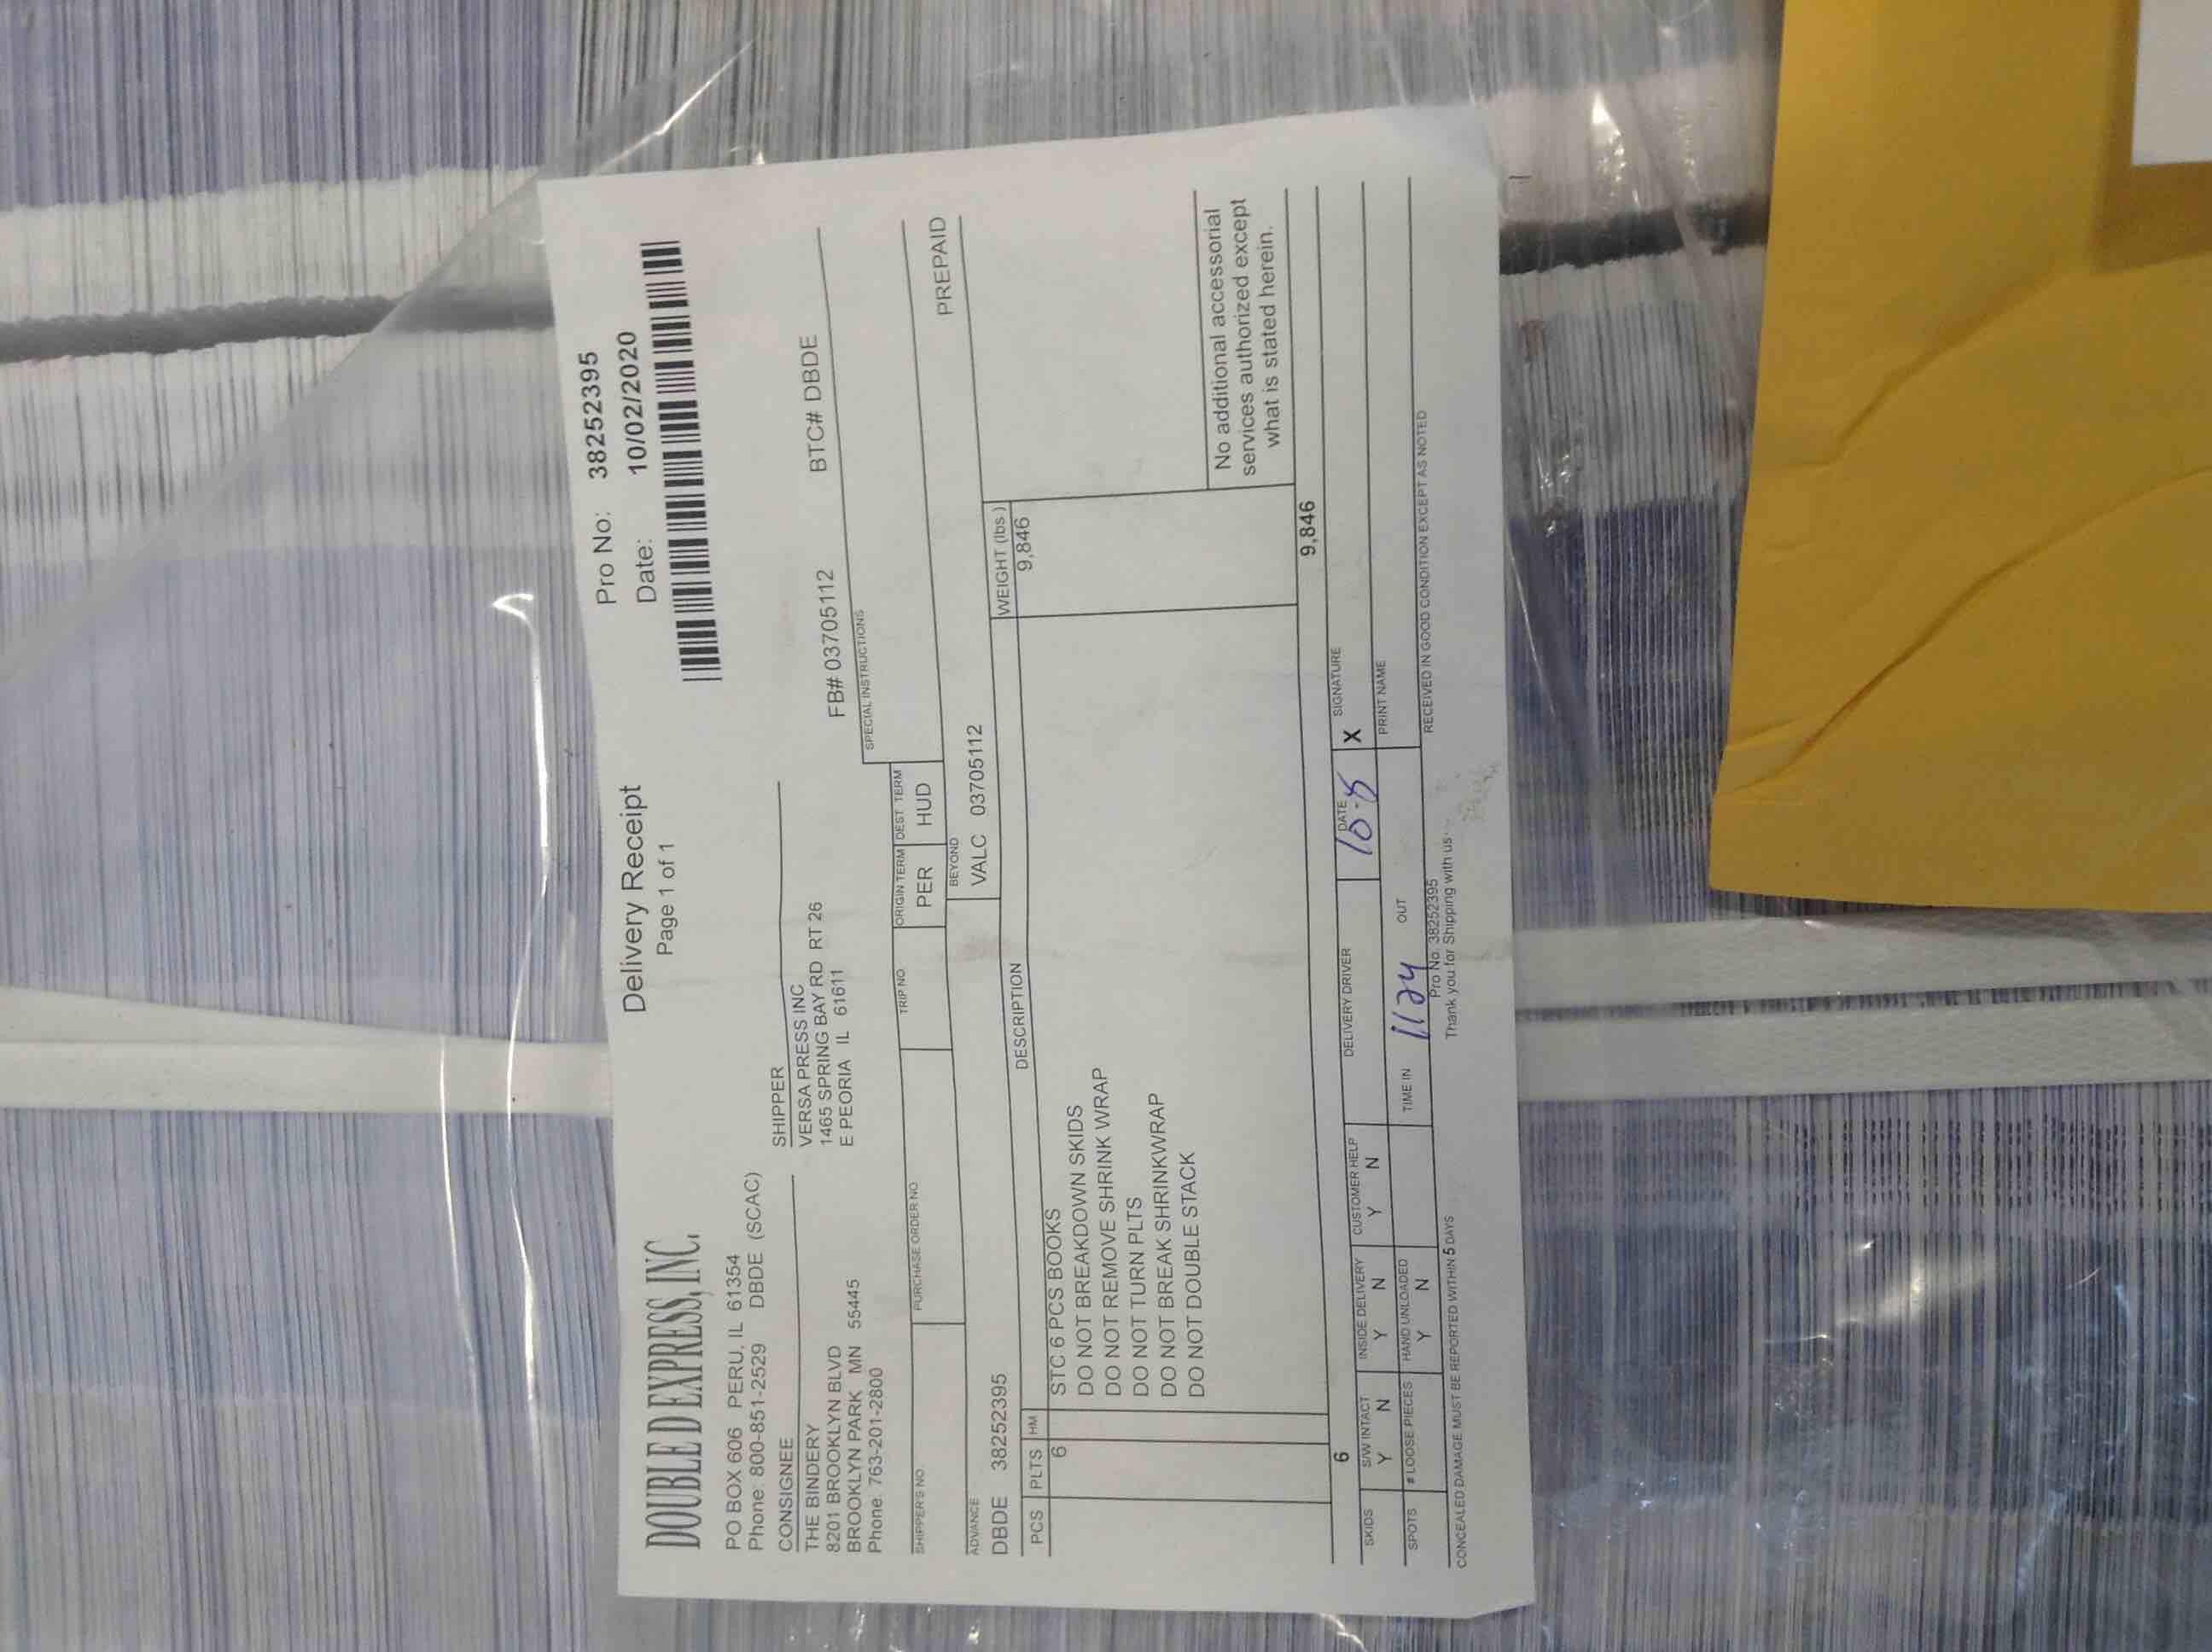 DOUBLE D EXPRESS, INC.
PO BOX 606 PERU, IL 61354
Phone: 800-851-2529 DBDE (SCAC)
Delivery Receipt
Page 1 of 1
Pro No: 38252395
Date: 10/02/2020
CONSIGNEE
THE BINDERY
8201 BROOKLYN BLVD
BROOKLYN PARK MN 55445
Phone: 763-201-2800
SHIPPER
VERSA PRESS INC
1465 SPRING BAY RD RT 26
E PEORIA IL 61611
FB# 03705112 BTC# DBDE
SHIPPER'S NO PURCHASE ORDER NO TRIP NO ORIGIN TERM DEST TERM SPECIAL INSTRUCTIONS
PER HUD
ADVANCE BEYOND PREPAID
DBDE 38252395 VALC 03705112
PCS PLTS HM DESCRIPTION WEIGHT (lbs)
6 STC 6 PCS BOOKS 9,846
DO NOT BREAKDOWN SKIDS
DO NOT REMOVE SHRINK WRAP
DO NOT TURN PLTS
DO NOT BREAK SHRINKWRAP
DO NOT DOUBLE STACK
No additional accessorial
services authorized except
what is stated herein.
6 9,846
SKIDS S/W INTACT INSIDE DELIVERY CUSTOMER HELP DELIVERY DRIVER DATE SIGNATURE
Y N Y N Y N 10-5 X
SPOTS # LOOSE PIECES HAND UNLOADED TIME IN OUT PRINT NAME
Y N 1124
CONCEALED DAMAGE MUST BE REPORTED WITHIN 5 DAYS
Pro No. 38252395
Thank you for Shipping with us
RECEIVED IN GOOD CONDITION EXCEPT AS NOTED